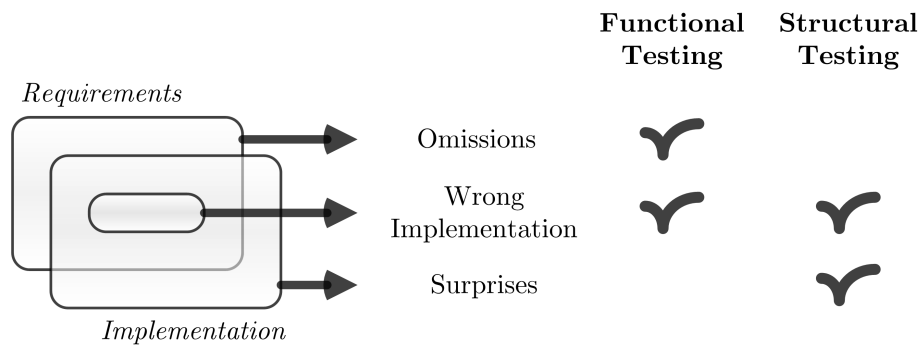 Functional
Testing
Structural
Testing
Requirements
Omissions
Wrong
Implementation
Surprises
Implementation